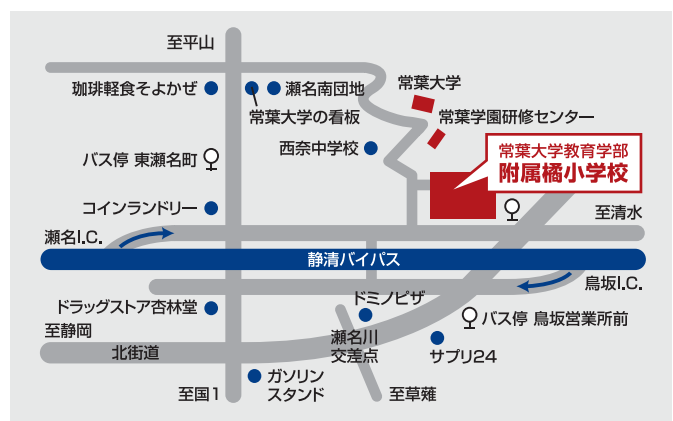 至平山
珈琲軽食そよかぜ
瀬名南団地
常葉大学の看板
常葉大学
常葉学園研修センター
西奈中学校
常葉大学教育学部
附属橘小学校
バス停 東瀬名町
コインランドリー
至清水
瀬名I.C.
静清バイパス
鳥坂I.C.
ドラッグストア杏林堂
ドミノピザ
至静岡
北街道
瀬名川
交差点
バス停 鳥坂営業所前
サプリ24
ガソリン
スタンド
至国1
至草薙